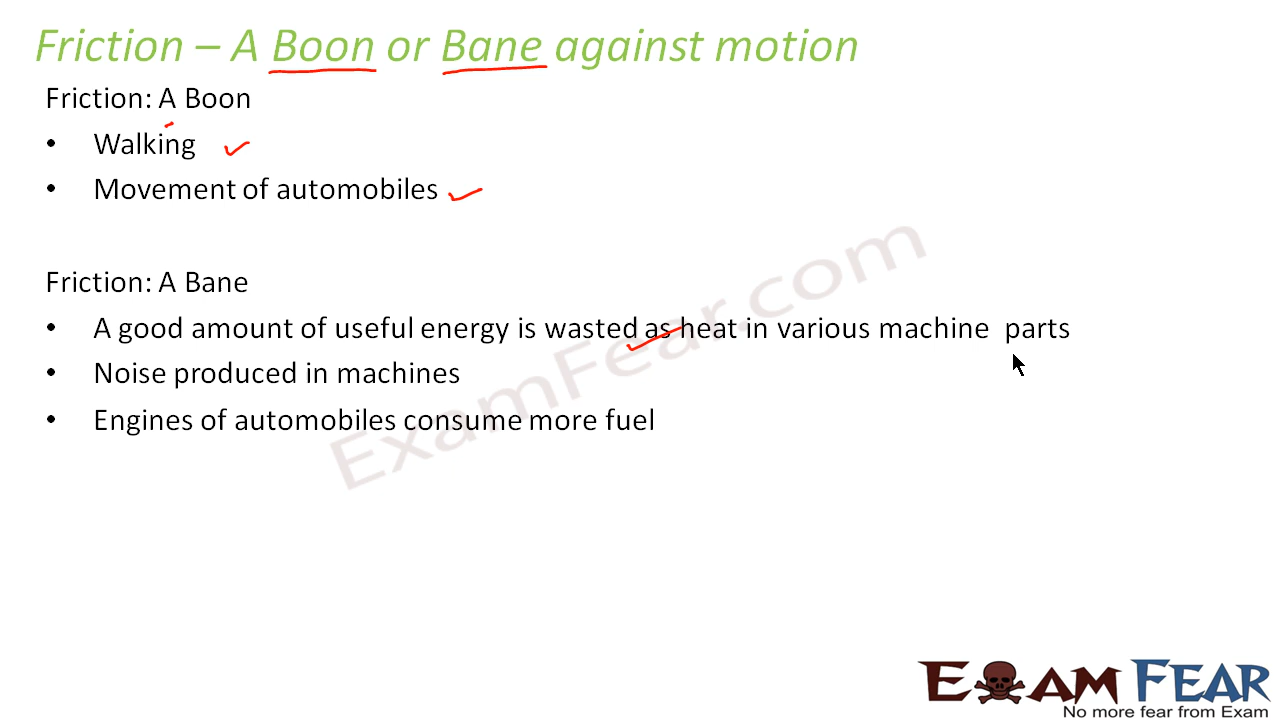 Friction – A Boon or Bane against motion
Friction: A Boon
• Walking
• Movement of automobiles
Friction: A Bane
• A good amount of useful energy is wasted as heat in various machine parts
• Noise produced in machines
• Engines of automobiles consume more fuel
ExamFear.com
EXAM FEAR
No more fear from Exam